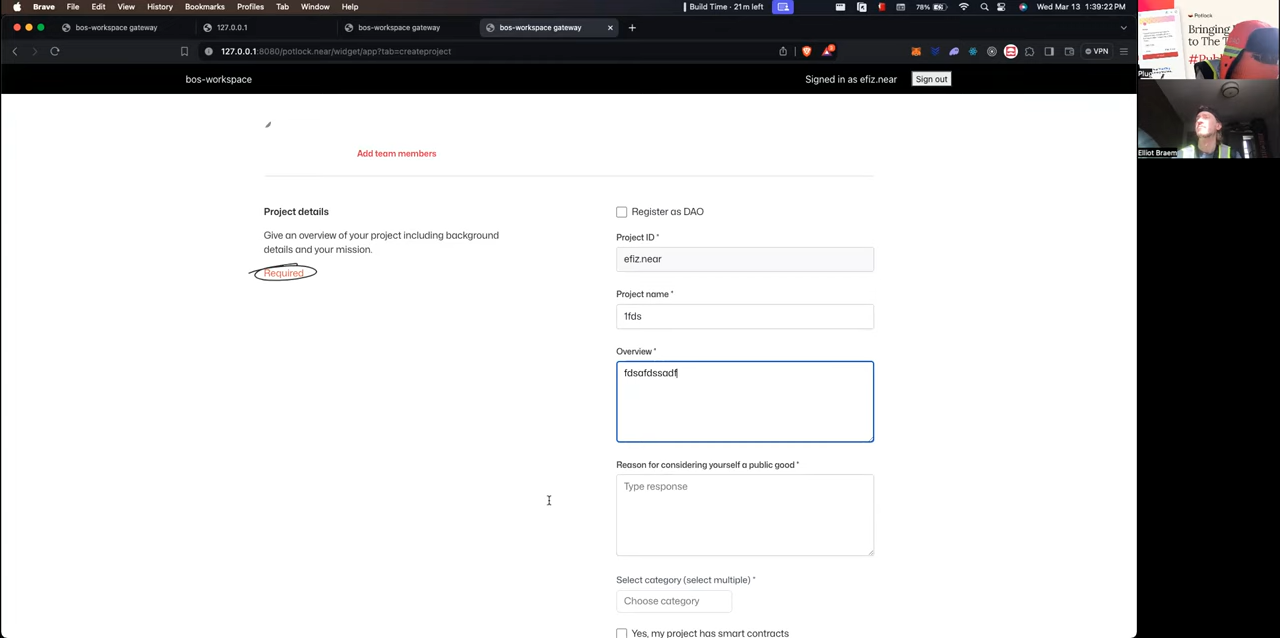 Brave File Edit View History Bookmarks Profiles Tab Window Help
Build Time · 21m left 78% Wed Mar 13 1:39:22 PM
bos-workspace gateway 127.0.0.1 bos-workspace gateway bos-workspace gateway
127.0.0.1:8080/potlock.near/widget/app?tab=createproject VPN
bos-workspace Signed in as efiz.near Sign out
Potlock
Bringing
to The
Elliot Braem
Add team members
Project details
Give an overview of your project including background
details and your mission.
Required
Register as DAO
Project ID *
efiz.near
Project name *
1fds
Overview *
fdsafdssadf
Reason for considering yourself a public good *
Type response
Select category (select multiple) *
Choose category
Yes, my project has smart contracts